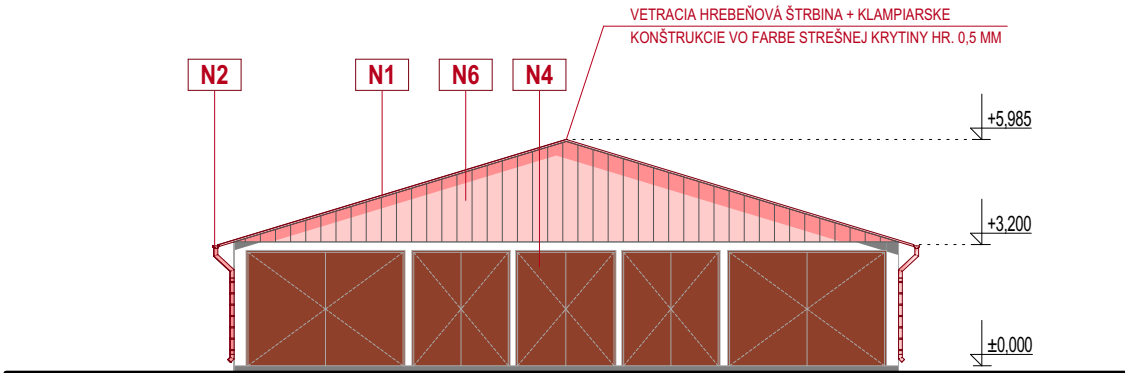 VETRACIA HREBEŇOVÁ ŠTRBINA + KLAMPIARSKE
KONŠTRUKCIE VO FARBE STREŠNEJ KRYTINY HR. 0,5 MM
N2 N1 N6 N4
+5,985
+3,200
±0,000